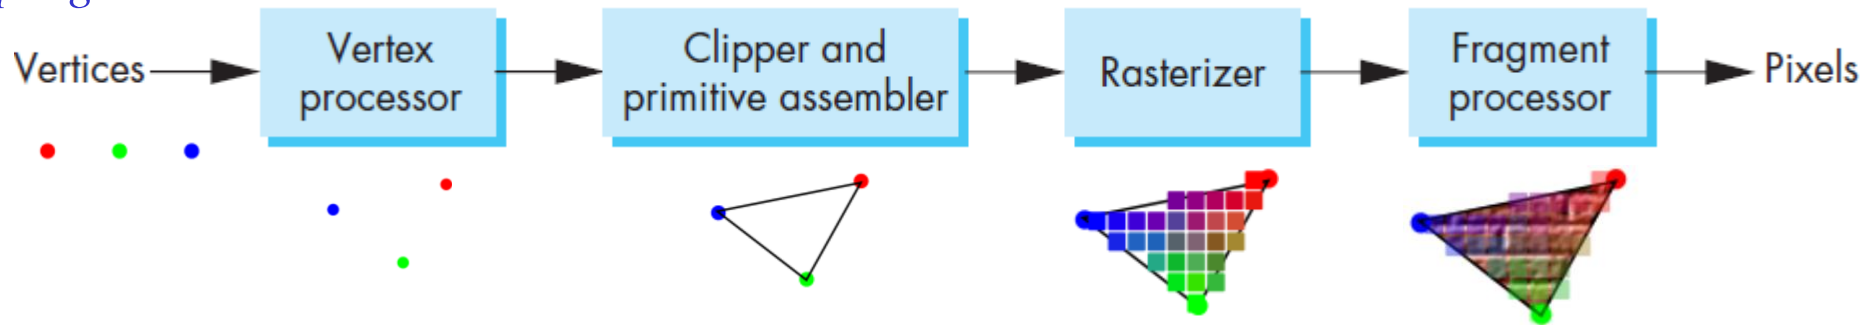 Vertices
Vertex
processor
Clipper and
primitive assembler
Rasterizer
Fragment
processor
Pixels